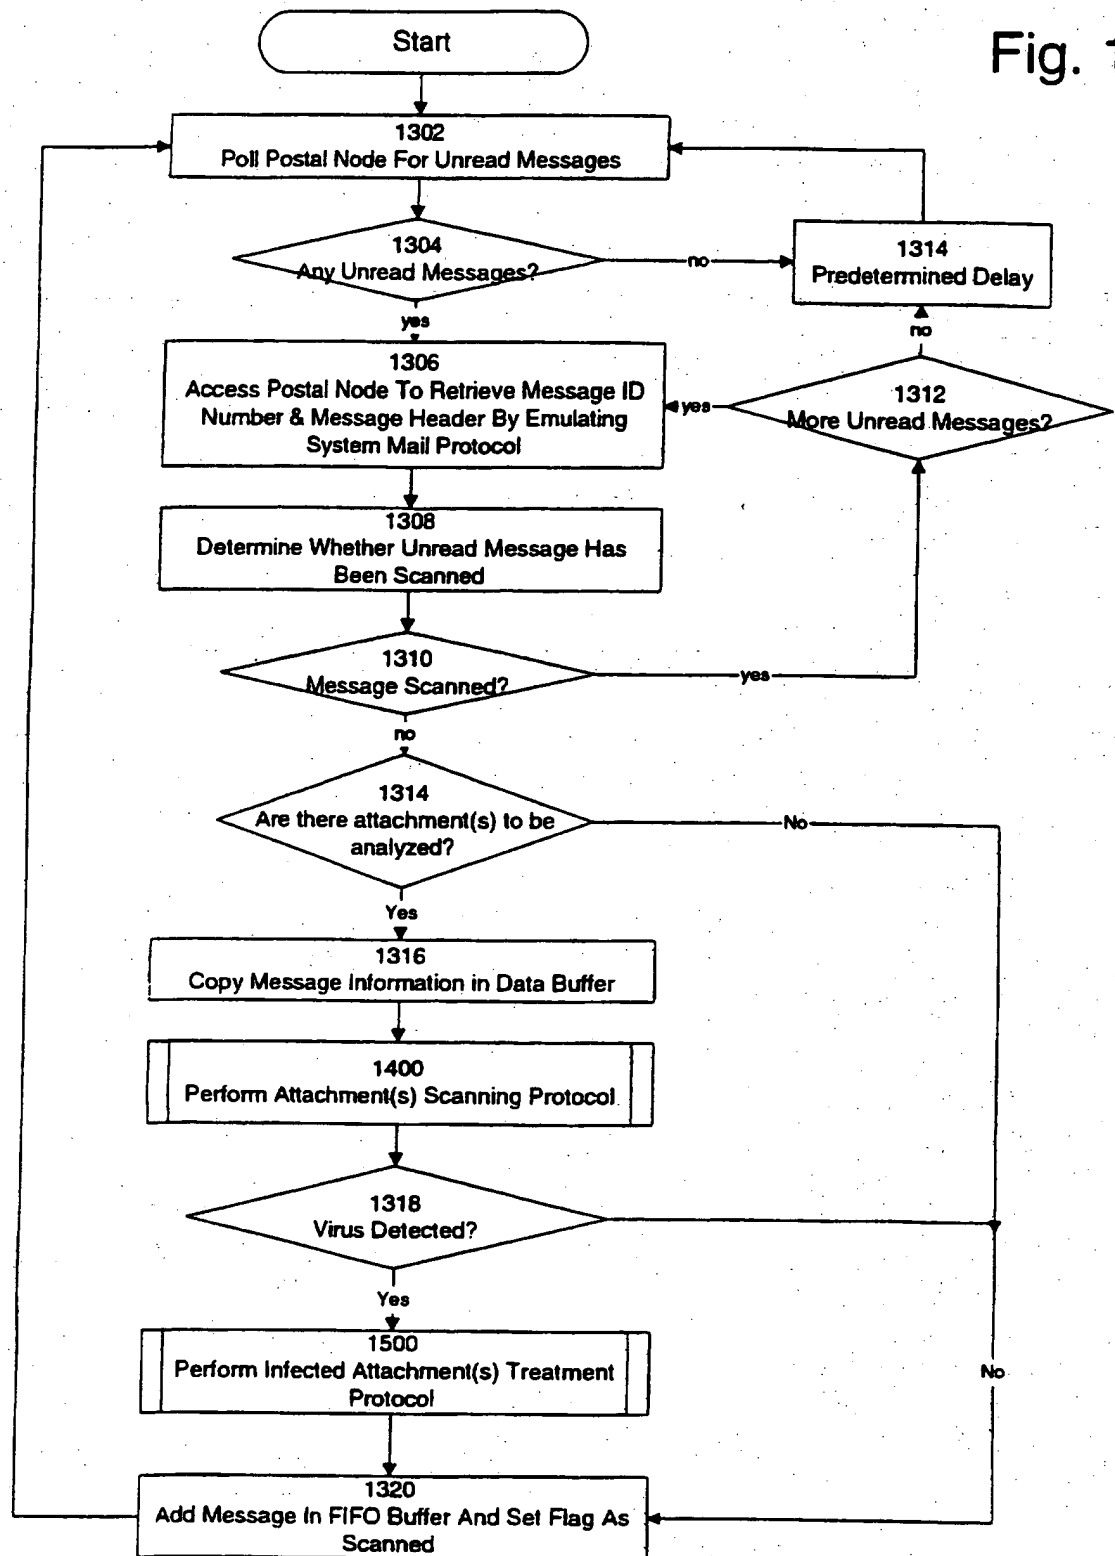 Start
Fig. 1
1302
Poll Postal Node For Unread Messages
1304
Any Unread Messages?
no
1314
Predetermined Delay
yes
no
1306
Access Postal Node To Retrieve Message ID
Number & Message Header By Emulating
System Mail Protocol
yes
1312
More Unread Messages?
1308
Determine Whether Unread Message Has
Been Scanned
1310
Message Scanned?
yes
no
1314
Are there attachment(s) to be
analyzed?
No
Yes
1316
Copy Message Information in Data Buffer
1400
Perform Attachment(s) Scanning Protocol
1318
Virus Detected?
Yes
1500
Perform Infected Attachment(s) Treatment
Protocol
No
1320
Add Message In FIFO Buffer And Set Flag As
Scanned